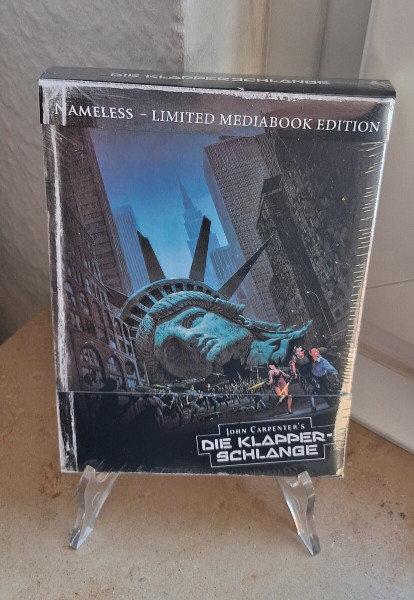 DIE KLAPPERSCHLANGE
NAMELESS – LIMITED MEDIABOOK EDITION
JOHN CARPENTER'S
DIE KLAPPER-
SCHLANGE